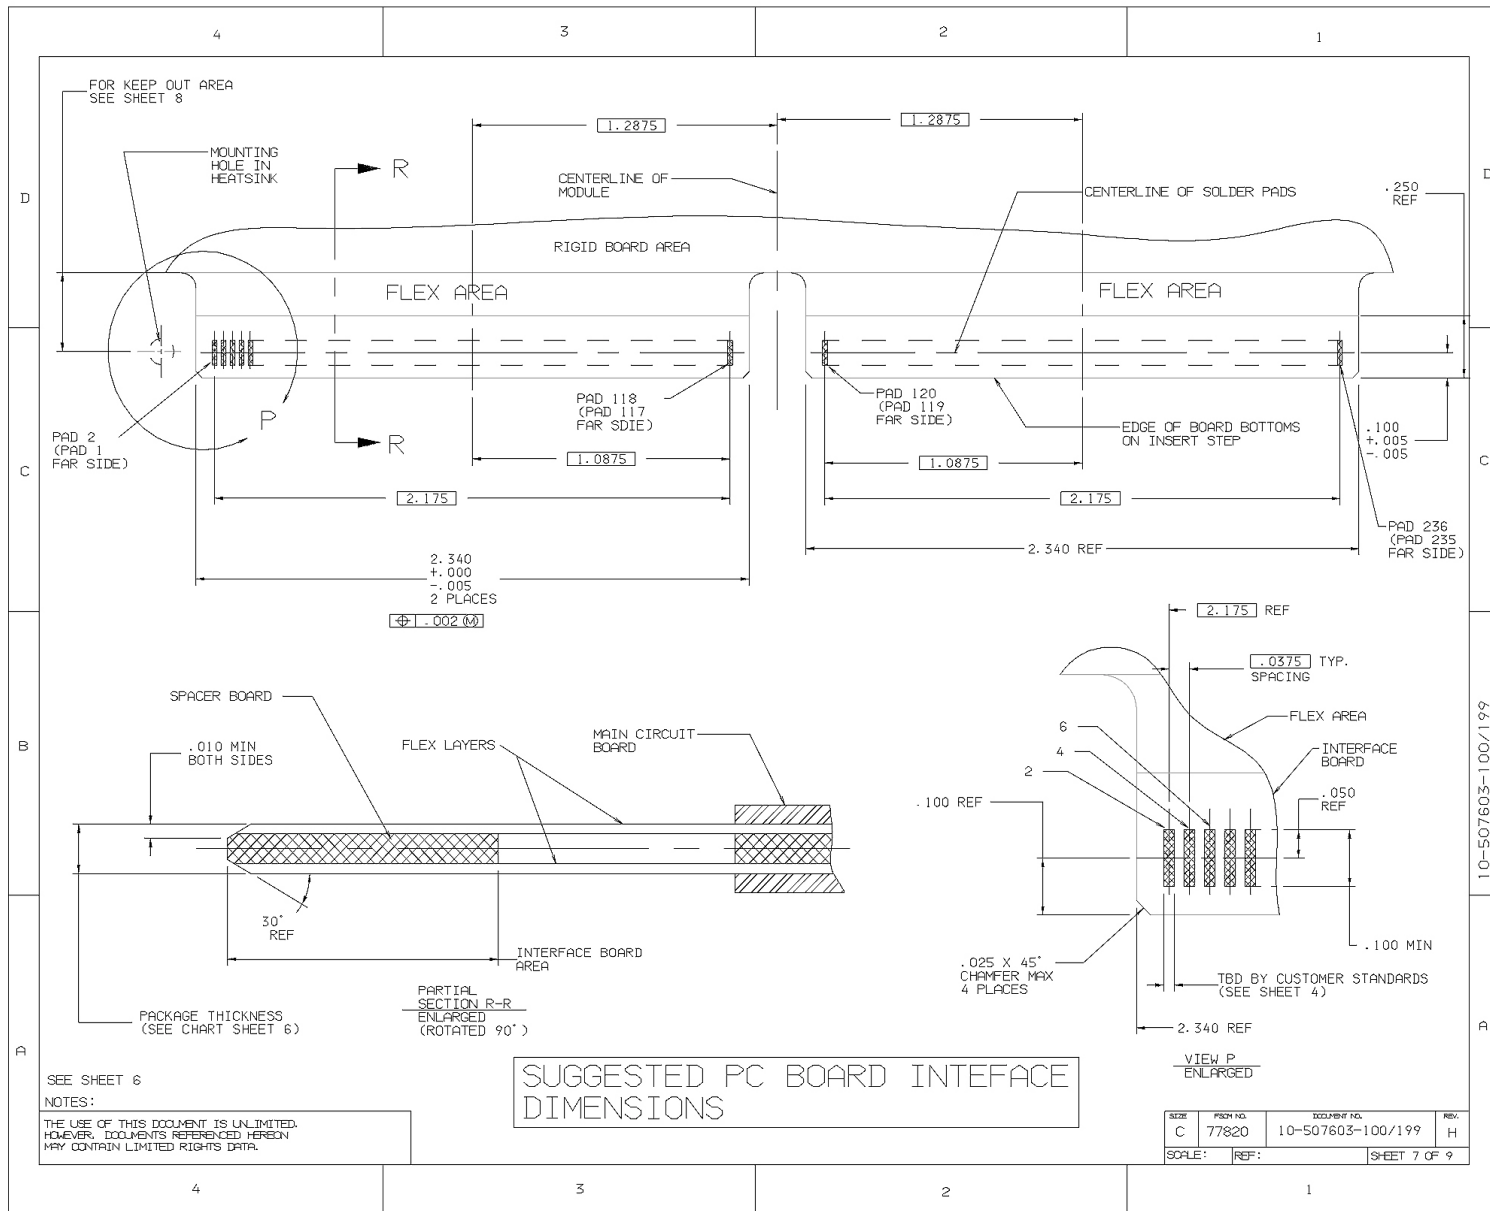 4
3
2
1
FOR KEEP OUT AREA
SEE SHEET 8
1.2875
1.2875
MOUNTING
HOLE IN
HEATSINK
R
CENTERLINE OF
MODULE
CENTERLINE OF SOLDER PADS
.250
REF
D
D
RIGID BOARD AREA
FLEX AREA
FLEX AREA
PAD 118
(PAD 117
FAR SDIE)
PAD 120
(PAD 119
FAR SIDE)
P
PAD 2
(PAD 1
FAR SIDE)
R
EDGE OF BOARD BOTTOMS
ON INSERT STEP
.100
+.005
-.005
C
C
1.0875
1.0875
2.175
2.175
PAD 236
(PAD 235
FAR SIDE)
2.340 REF
2.340
+.000
-.005
2 PLACES
⌖ .002 Ⓜ
2.175 REF
.0375 TYP.
SPACING
SPACER BOARD
FLEX AREA
MAIN CIRCUIT
BOARD
FLEX LAYERS
.010 MIN
BOTH SIDES
6
4
2
INTERFACE
BOARD
B
B
10-507603-100/199
.100 REF
.050
REF
30°
REF
INTERFACE BOARD
AREA
.100 MIN
.025 X 45°
CHAMFER MAX
4 PLACES
TBD BY CUSTOMER STANDARDS
(SEE SHEET 4)
PARTIAL
SECTION R-R
ENLARGED
(ROTATED 90°)
PACKAGE THICKNESS
(SEE CHART SHEET 6)
2.340 REF
A
A
VIEW P
ENLARGED
SEE SHEET 6
NOTES:
SUGGESTED PC BOARD INTEFACE
DIMENSIONS
THE USE OF THIS DOCUMENT IS UNLIMITED.
HOWEVER, DOCUMENTS REFERENCED HEREON
MAY CONTAIN LIMITED RIGHTS DATA.
SIZE FSCM NO. DOCUMENT NO. REV.
C 77820 10-507603-100/199 H
SCALE: REF: SHEET 7 OF 9
4
3
2
1